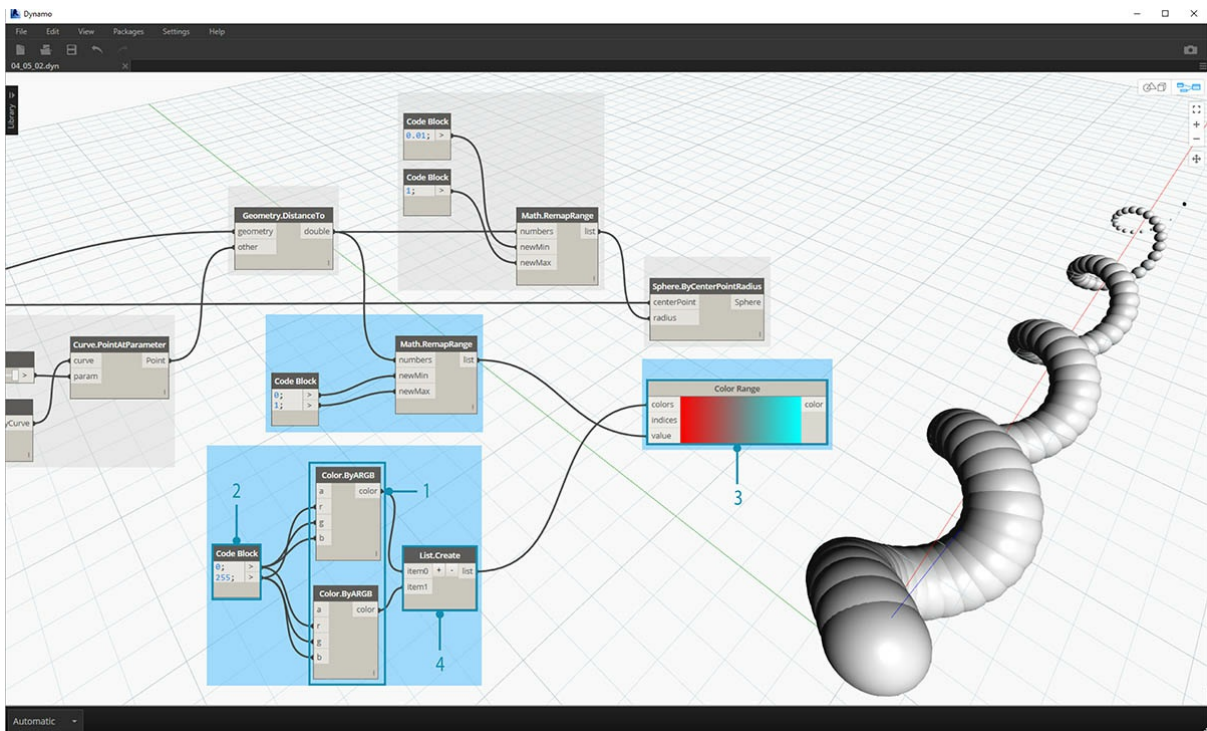 Dynamo
File Edit View Packages Settings Help
04_05_02.dyn
Library
Code Block
0.01; >
Code Block
1; >
Geometry.DistanceTo
geometry double
other
Math.RemapRange
numbers list
newMin
newMax
Sphere.ByCenterPointRadius
centerPoint Sphere
radius
Curve.PointAtParameter
curve Point
param
>
yCurve
Math.RemapRange
numbers list
newMin
newMax
Code Block
0; >
1; >
Color Range
colors color
indices
value
3
2
Color.ByARGB
a color
r
g
b
1
Code Block
0; >
255; >
List.Create
item0 + - list
item1
4
Color.ByARGB
a color
r
g
b
Automatic